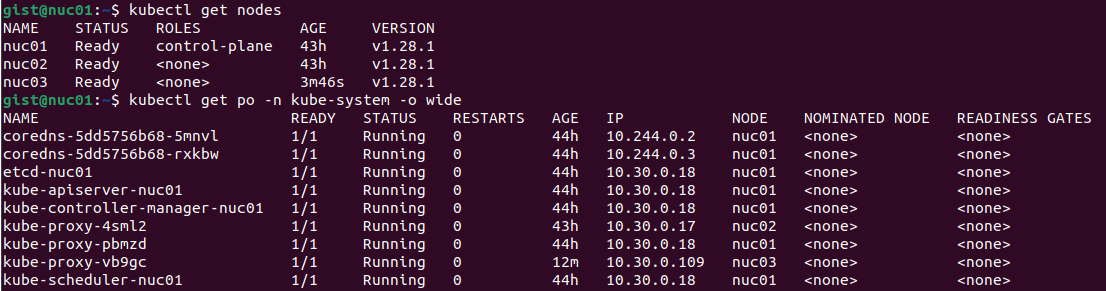 gist@nuc01:~$ kubectl get nodes
NAME    STATUS   ROLES           AGE     VERSION
nuc01   Ready    control-plane   43h     v1.28.1
nuc02   Ready    <none>          43h     v1.28.1
nuc03   Ready    <none>          3m46s   v1.28.1
gist@nuc01:~$ kubectl get po -n kube-system -o wide
NAME                            READY   STATUS    RESTARTS   AGE   IP            NODE    NOMINATED NODE   READINESS GATES
coredns-5dd5756b68-5mnvl        1/1     Running   0          44h   10.244.0.2    nuc01   <none>           <none>
coredns-5dd5756b68-rxkbw        1/1     Running   0          44h   10.244.0.3    nuc01   <none>           <none>
etcd-nuc01                      1/1     Running   0          44h   10.30.0.18    nuc01   <none>           <none>
kube-apiserver-nuc01            1/1     Running   0          44h   10.30.0.18    nuc01   <none>           <none>
kube-controller-manager-nuc01   1/1     Running   0          44h   10.30.0.18    nuc01   <none>           <none>
kube-proxy-4sml2                1/1     Running   0          43h   10.30.0.17    nuc02   <none>           <none>
kube-proxy-pbmzd                1/1     Running   0          44h   10.30.0.18    nuc01   <none>           <none>
kube-proxy-vb9gc                1/1     Running   0          12m   10.30.0.109   nuc03   <none>           <none>
kube-scheduler-nuc01            1/1     Running   0          44h   10.30.0.18    nuc01   <none>           <none>